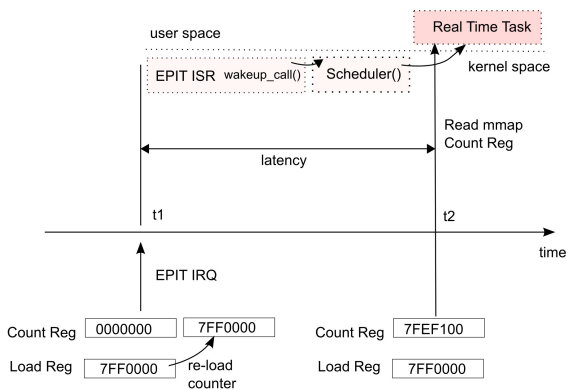 user space
Real Time Task
EPIT ISR wakeup_call()
Scheduler()
kernel space
Read mmap
Count Reg
latency
t1
t2
time
EPIT IRQ
Count Reg 0000000 7FF0000
Count Reg 7FEF100
Load Reg 7FF0000 re-load
counter
Load Reg 7FF0000